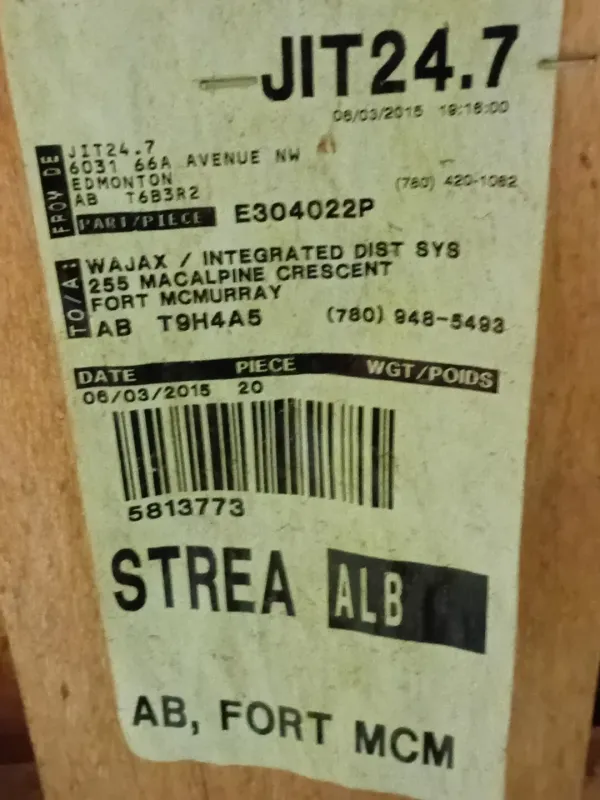 JIT24.7
06/03/2015 19:16:00
FROM/DE
JIT24.7
6031 66A AVENUE NW
EDMONTON
AB T6B3R2
(780) 420-1082
PART/PIECE E304022P
TO/A:
WAJAX / INTEGRATED DIST SYS
255 MACALPINE CRESCENT
FORT MCMURRAY
AB T9H4A5 (780) 948-5493
DATE PIECE WGT/POIDS
06/03/2015 20
5813773
STREA ALB
AB, FORT MCM